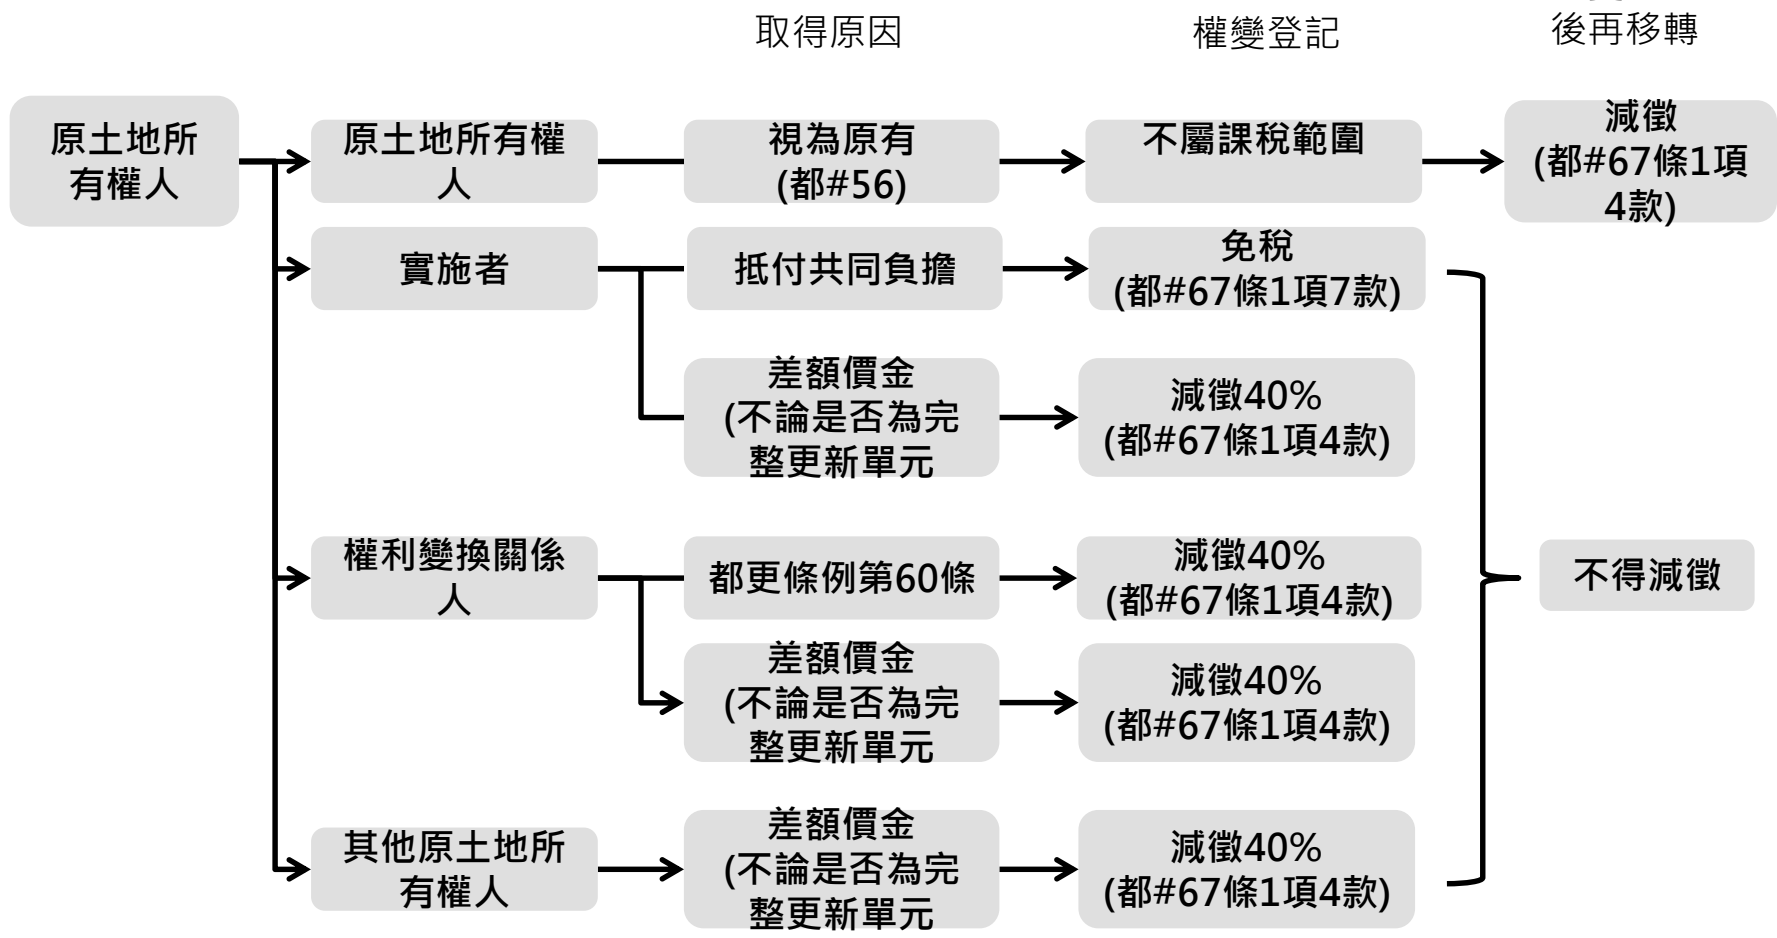 取得原因
權變登記
後再移轉
原土地所
有權人
原土地所有權
人
視為原有
(都#56)
不屬課稅範圍
減徵
(都#67條1項
4款)
實施者
抵付共同負擔
免稅
(都#67條1項7款)
差額價金
(不論是否為完
整更新單元
減徵40%
(都#67條1項4款)
權利變換關係
人
都更條例第60條
減徵40%
(都#67條1項4款)
不得減徵
差額價金
(不論是否為完
整更新單元
減徵40%
(都#67條1項4款)
其他原土地所
有權人
差額價金
(不論是否為完
整更新單元
減徵40%
(都#67條1項4款)